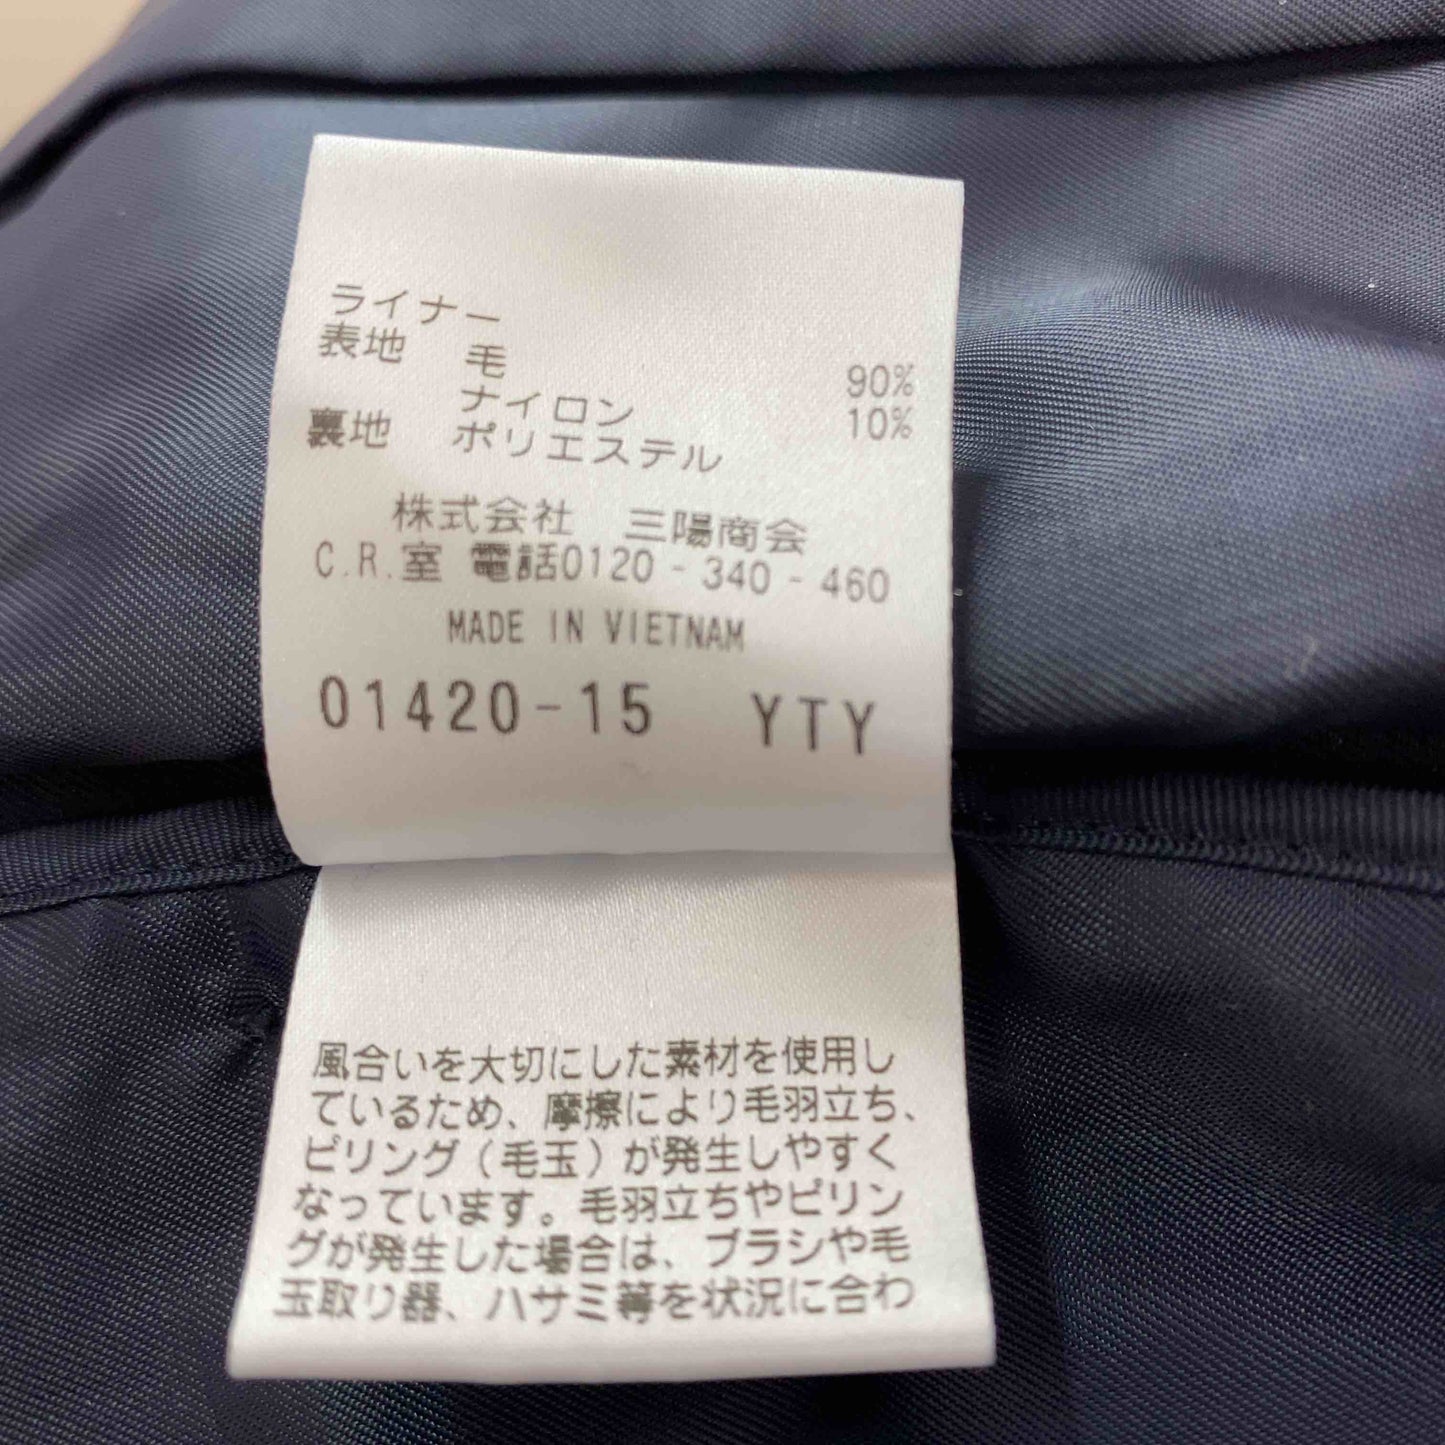 ライナー
表地 毛 90%
ナイロン 10%
裏地 ポリエステル
株式会社 三陽商会
C.R.室 電話0120-340-460
MADE IN VIETNAM
01420-15 YTY
風合いを大切にした素材を使用し
ているため、摩擦により毛羽立ち、
ピリング(毛玉)が発生しやすく
なっています。毛羽立ちやピリン
グが発生した場合は、ブラシや毛
玉取り器、ハサミ等を状況に合わ